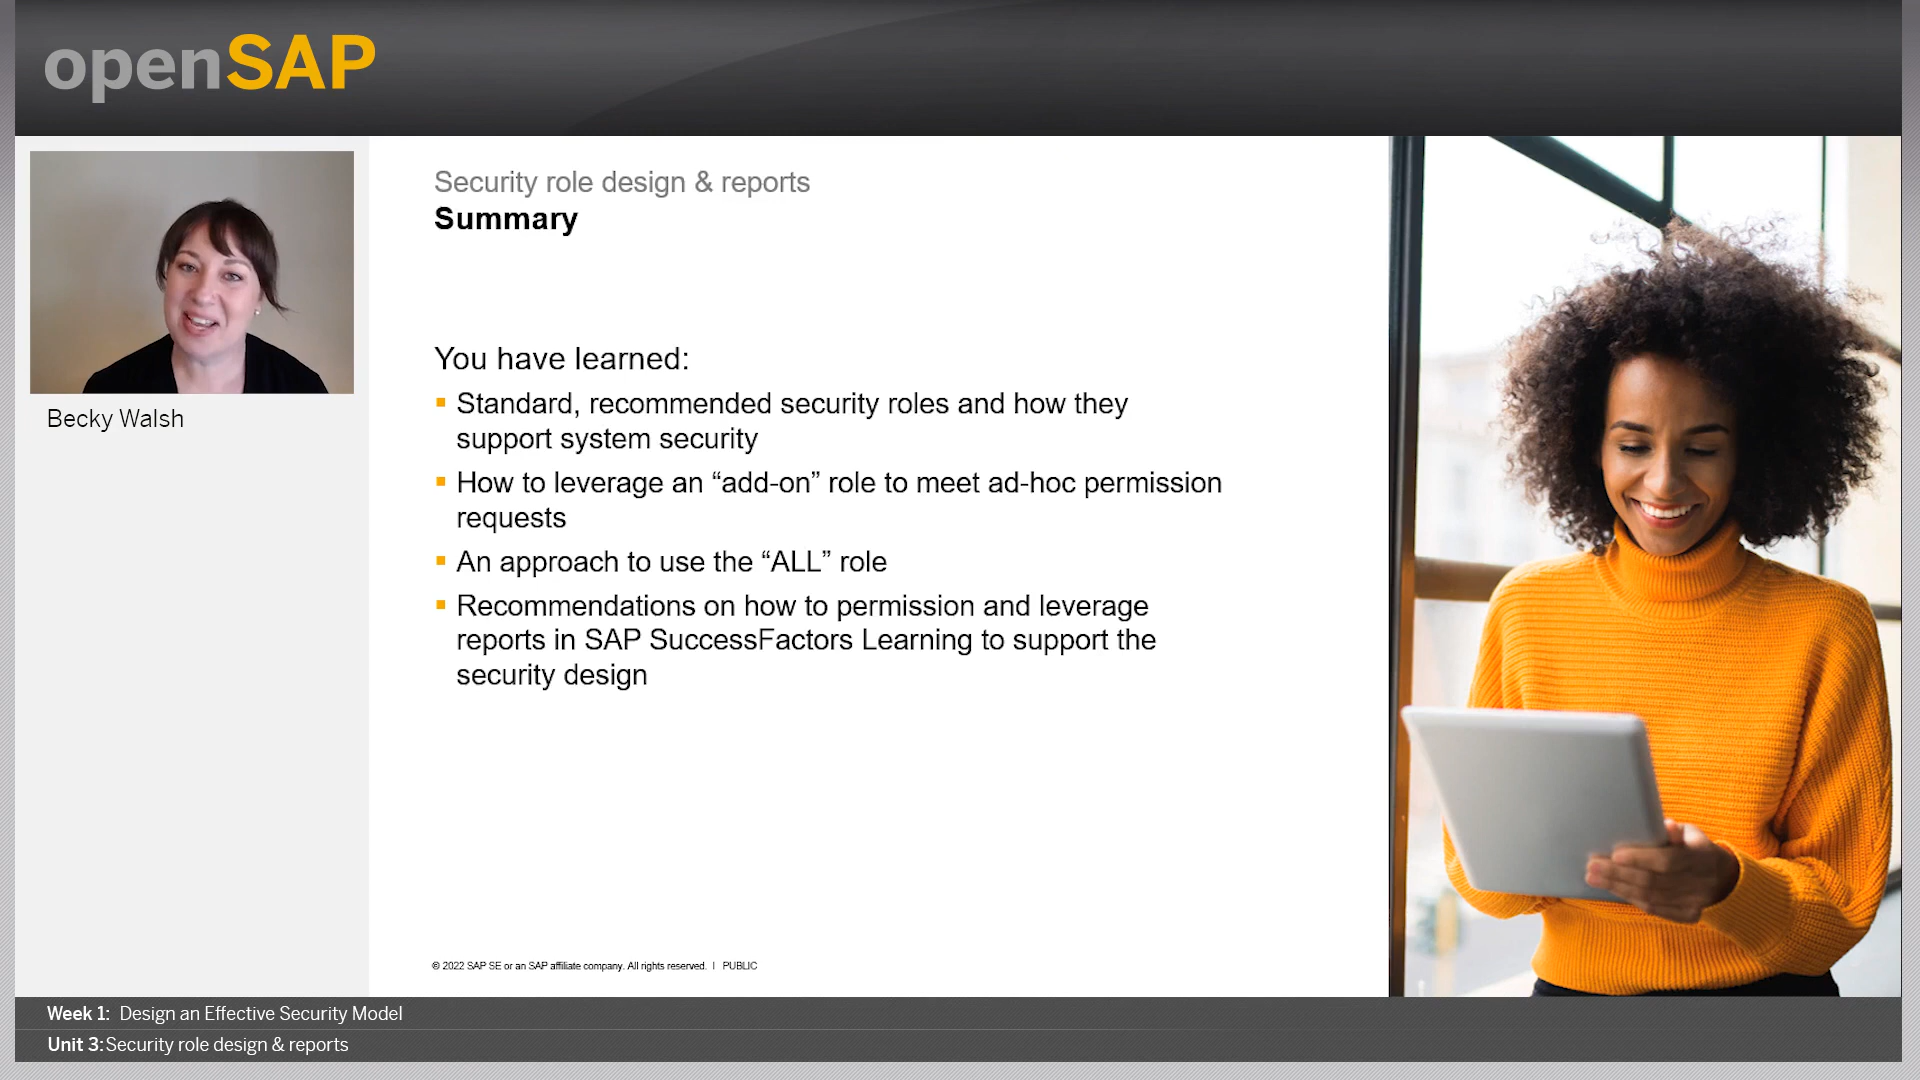 openSAP
Becky Walsh
Security role design & reports
Summary
You have learned:
Standard, recommended security roles and how they
support system security
How to leverage an “add-on” role to meet ad-hoc permission
requests
An approach to use the “ALL” role
Recommendations on how to permission and leverage
reports in SAP SuccessFactors Learning to support the
security design
© 2022 SAP SE or an SAP affiliate company. All rights reserved. | PUBLIC
Week 1: Design an Effective Security Model
Unit 3: Security role design & reports